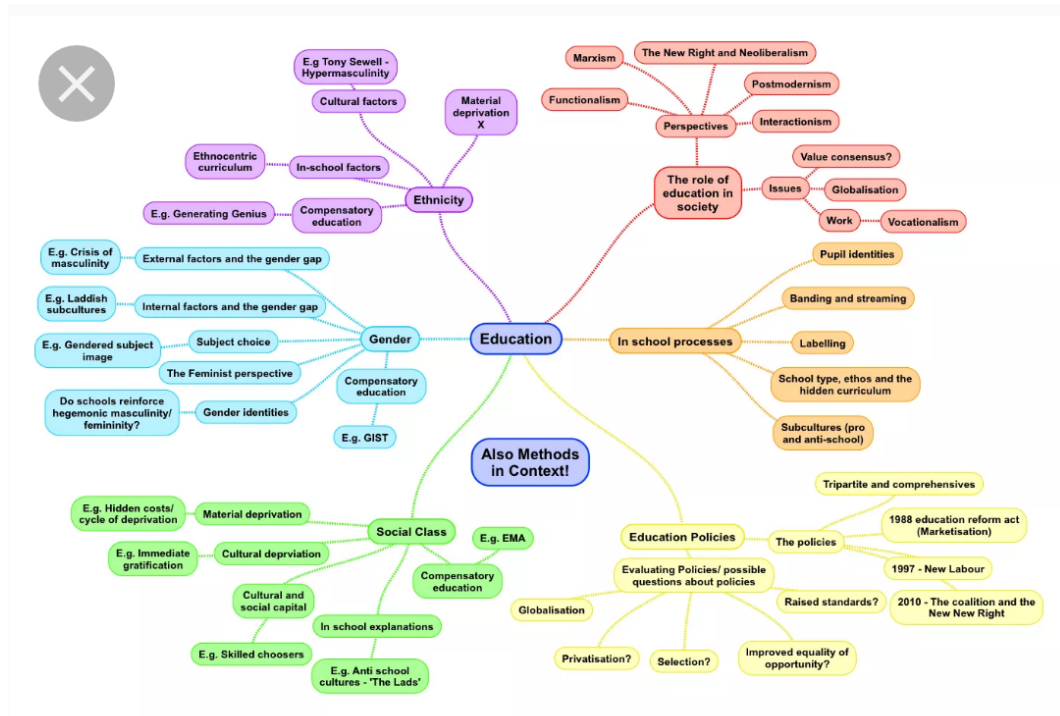 E.g Tony Sewell -
Hypermasculinity
Cultural factors
Material
deprivation
X
Ethnocentric
curriculum
In-school factors
Ethnicity
E.g. Generating Genius
Compensatory
education
Marxism
The New Right and Neoliberalism
Postmodernism
Functionalism
Perspectives
Interactionism
The role of
education in
society
Issues
Value consensus?
Globalisation
Work
Vocationalism
E.g. Crisis of
masculinity
External factors and the gender gap
E.g. Laddish
subcultures
Internal factors and the gender gap
E.g. Gendered subject
image
Subject choice
Gender
The Feminist perspective
Compensatory
education
Do schools reinforce
hegemonic masculinity/
femininity?
Gender identities
E.g. GIST
Education
In school processes
Pupil identities
Banding and streaming
Labelling
School type, ethos and the
hidden curriculum
Subcultures (pro
and anti-school)
Also Methods
in Context!
E.g. Hidden costs/
cycle of deprivation
Material deprivation
Social Class
E.g. EMA
E.g. Immediate
gratification
Cultural deprviation
Compensatory
education
Cultural and
social capital
In school explanations
E.g. Skilled choosers
E.g. Anti school
cultures - 'The Lads'
Education Policies
The policies
Tripartite and comprehensives
1988 education reform act
(Marketisation)
1997 - New Labour
2010 - The coalition and the
New New Right
Evaluating Policies/ possible
questions about policies
Globalisation
Raised standards?
Privatisation?
Selection?
Improved equality of
opportunity?